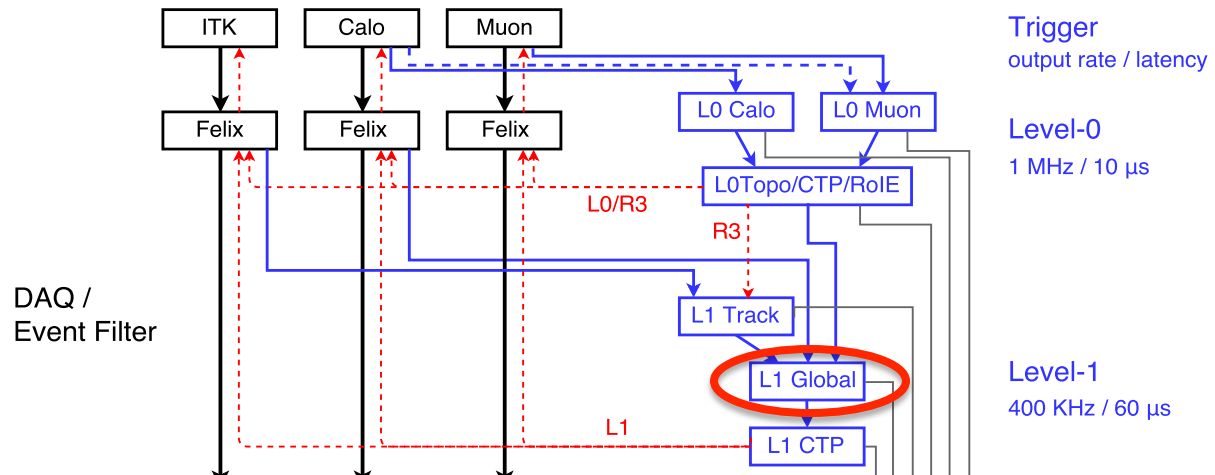 ITK
Calo
Muon
Trigger
output rate / latency
L0 Calo
L0 Muon
Felix
Felix
Felix
Level-0
1 MHz / 10 µs
L0Topo/CTP/RoIE
L0/R3
R3
DAQ /
Event Filter
L1 Track
L1 Global
Level-1
400 KHz / 60 µs
L1
L1 CTP